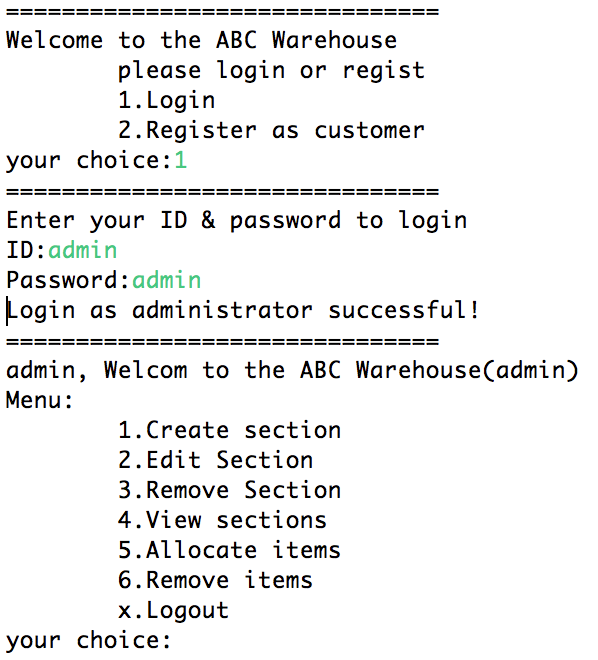 ===============================
Welcome to the ABC Warehouse
please login or regist
1.Login
2.Register as customer
your choice:1
===============================
Enter your ID & password to login
ID:admin
Password:admin
Login as administrator successful!
===============================
admin, Welcom to the ABC Warehouse(admin)
Menu:
1.Create section
2.Edit Section
3.Remove Section
4.View sections
5.Allocate items
6.Remove items
x.Logout
your choice: